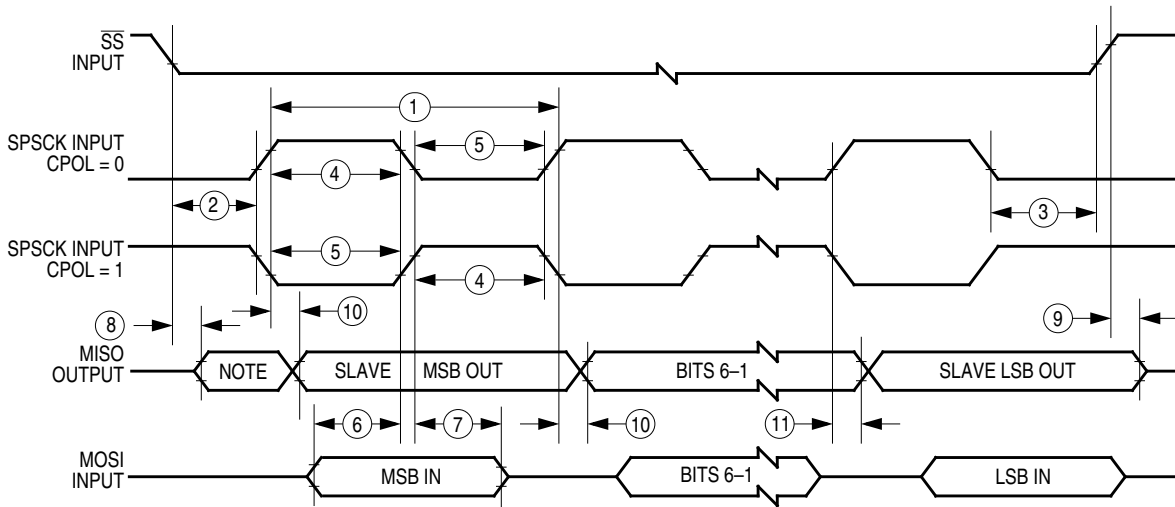 SS
INPUT
1
SPSCK INPUT
CPOL = 0
5
4
2
3
SPSCK INPUT
CPOL = 1
5
4
8
10
9
MISO
OUTPUT
NOTE
SLAVE
MSB OUT
BITS 6–1
SLAVE LSB OUT
6
7
10
11
MOSI
INPUT
MSB IN
BITS 6–1
LSB IN